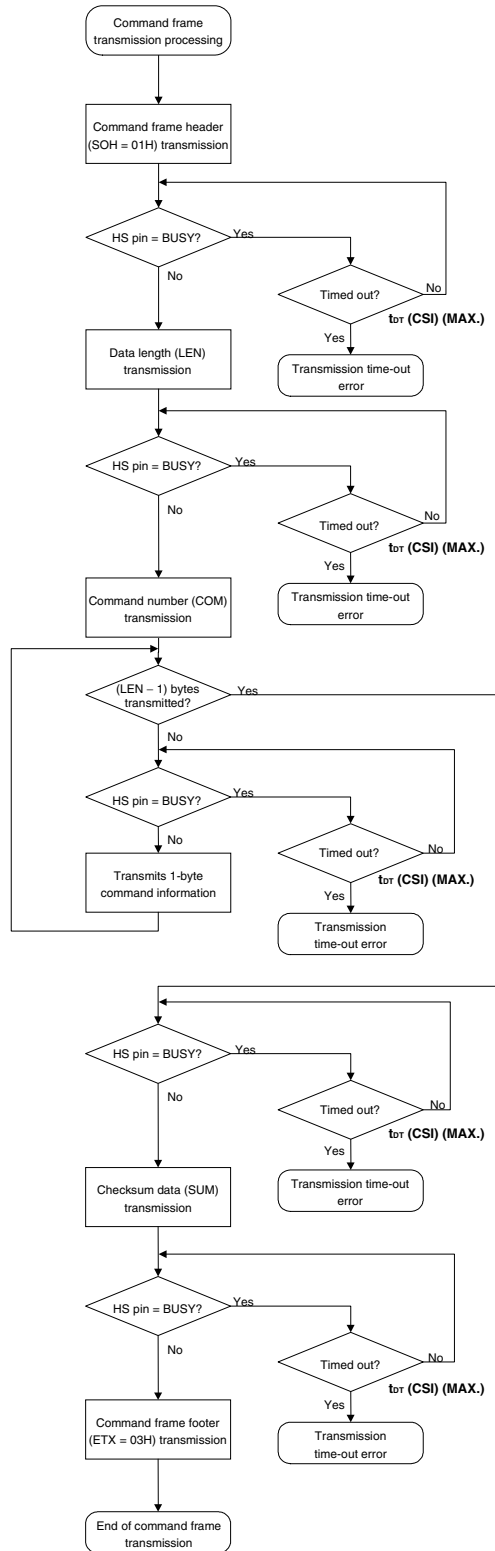 Command frame
transmission processing
Command frame header
(SOH = 01H) transmission
HS pin = BUSY?
Yes
No
Timed out?
No
tDT (CSI) (MAX.)
Yes
Transmission time-out
error
Data length (LEN)
transmission
HS pin = BUSY?
Yes
No
Timed out?
No
tDT (CSI) (MAX.)
Yes
Transmission time-out
error
Command number (COM)
transmission
(LEN − 1) bytes
transmitted?
Yes
No
HS pin = BUSY?
Yes
No
Timed out?
No
tDT (CSI) (MAX.)
Yes
Transmits 1-byte
command information
Transmission
time-out error
HS pin = BUSY?
Yes
No
Timed out?
No
tDT (CSI) (MAX.)
Yes
Transmission time-out
error
Checksum data (SUM)
transmission
HS pin = BUSY?
Yes
No
Timed out?
No
tDT (CSI) (MAX.)
Yes
Transmission
time-out error
Command frame footer
(ETX = 03H) transmission
End of command frame
transmission